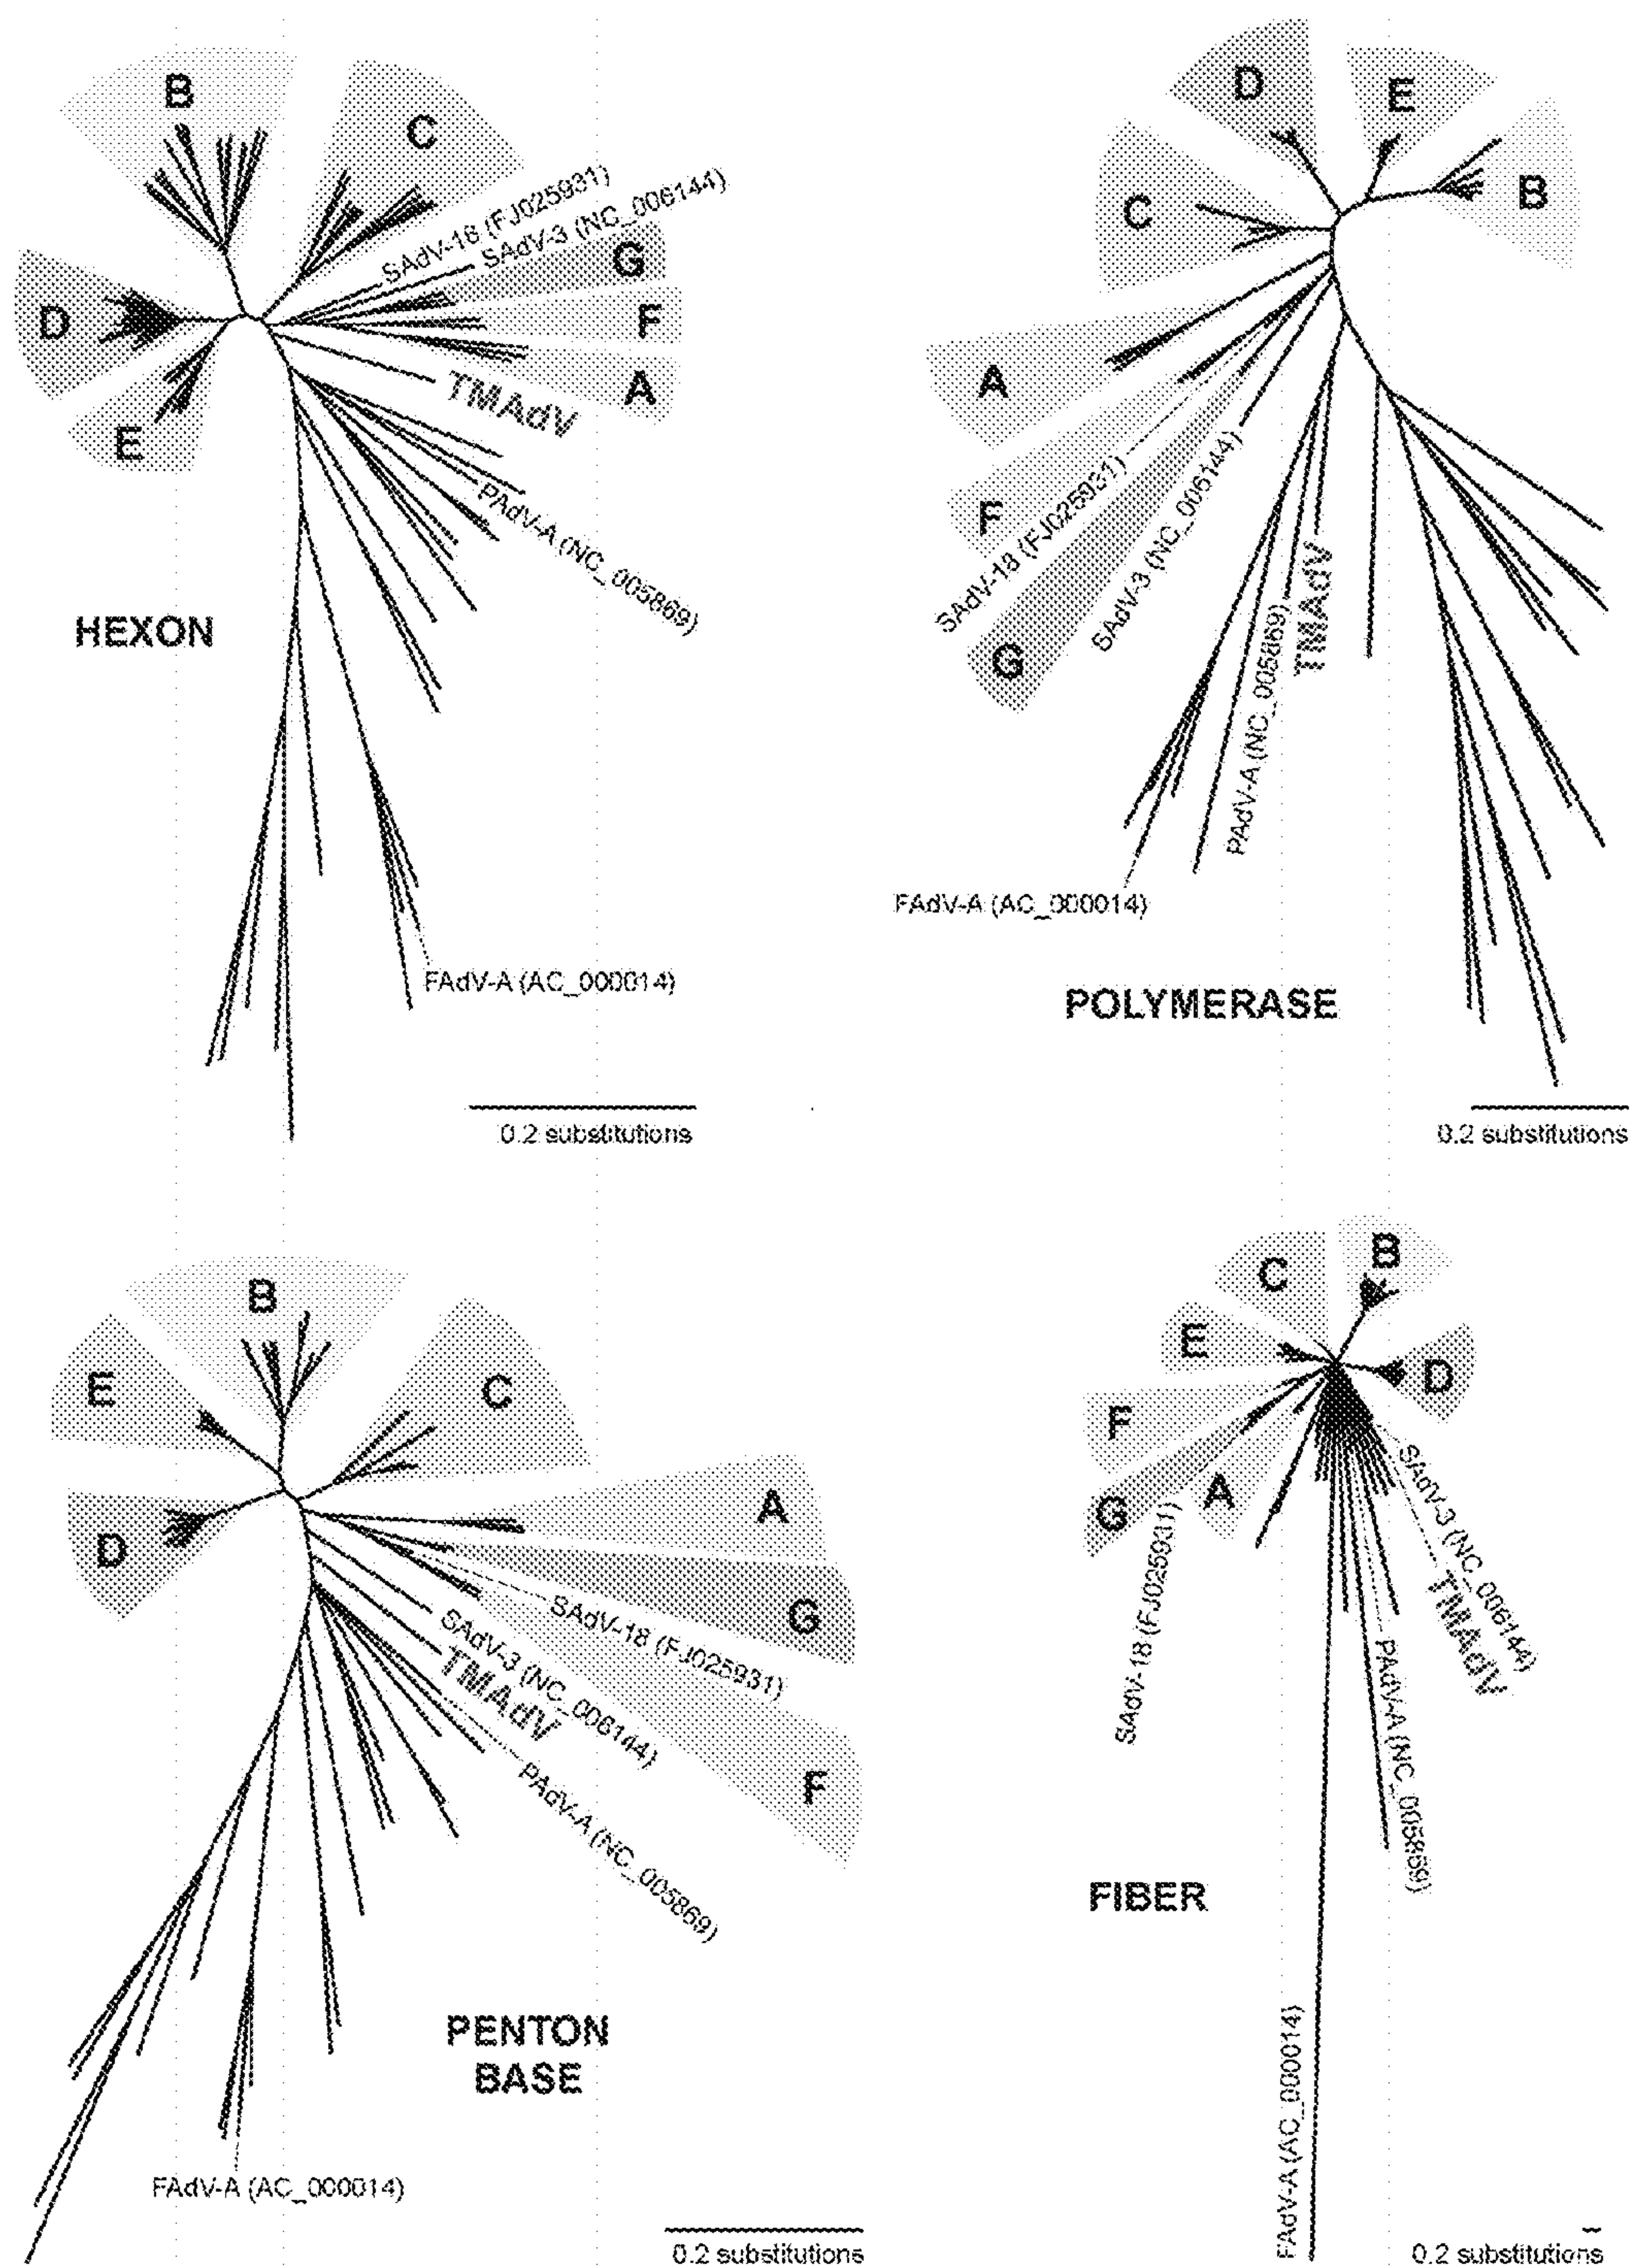 B
C
SAdV-18 (FJ025931)
SAdV-3 (NC_006144)
G
F
D
TMAdV
A
E
PAdV-A (NC_005869)
HEXON
FAdV-A (AC_000014)
0.2 substitutions
D
E
B
C
A
F
SAdV-18 (FJ025931)
SAdV-3 (NC_006144)
G
TMAdV
PAdV-A (NC_005869)
FAdV-A (AC_000014)
POLYMERASE
0.2 substitutions
B
E
C
A
D
G
SAdV-18 (FJ025931)
SAdV-3 (NC_006144)
TMAdV
F
PAdV-A (NC_005869)
PENTON
BASE
FAdV-A (AC_000014)
0.2 substitutions
B
C
E
D
F
A
G
SAdV-3 (NC_006144)
TMAdV
SAdV-18 (FJ025931)
PAdV-A (NC_005869)
FIBER
FAdV-A (AC_000014)
0.2 substitutions